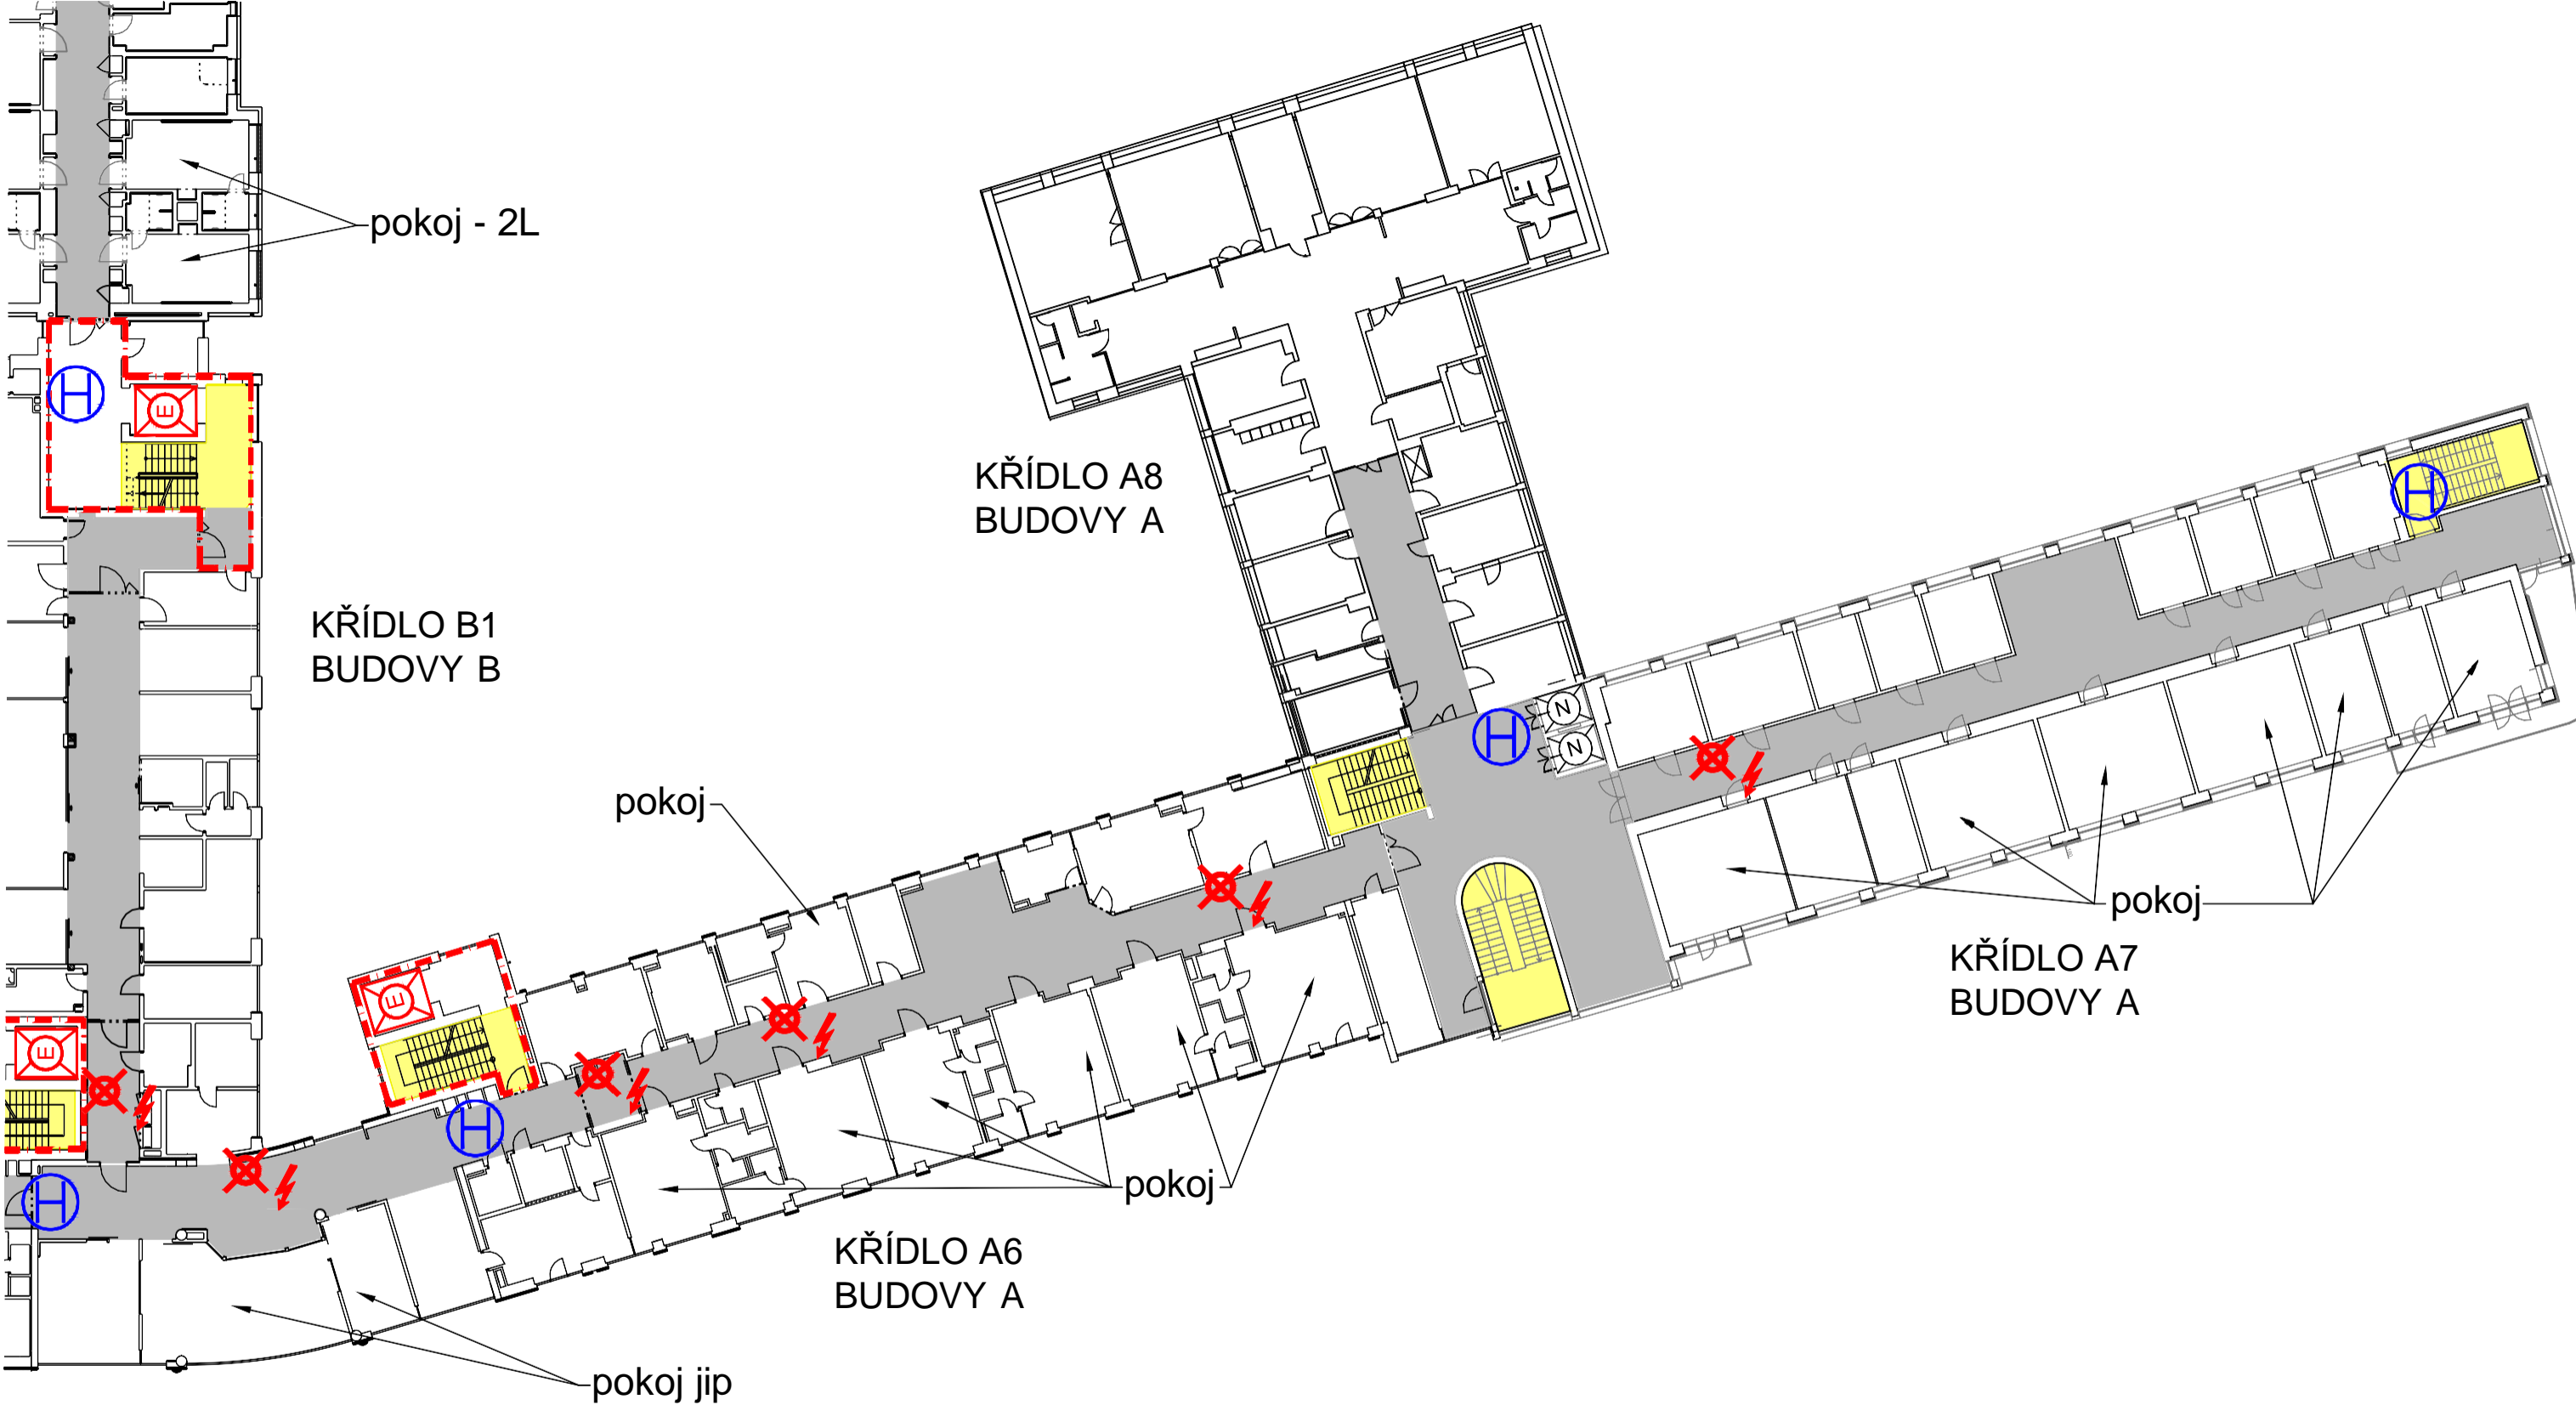 pokoj - 2L
H
E
KŘÍDLO A8
BUDOVY A
H
KŘÍDLO B1
BUDOVY B
N
H
N
pokoj
pokoj
KŘÍDLO A7
BUDOVY A
E
E
H
H
pokoj
KŘÍDLO A6
BUDOVY A
pokoj jip